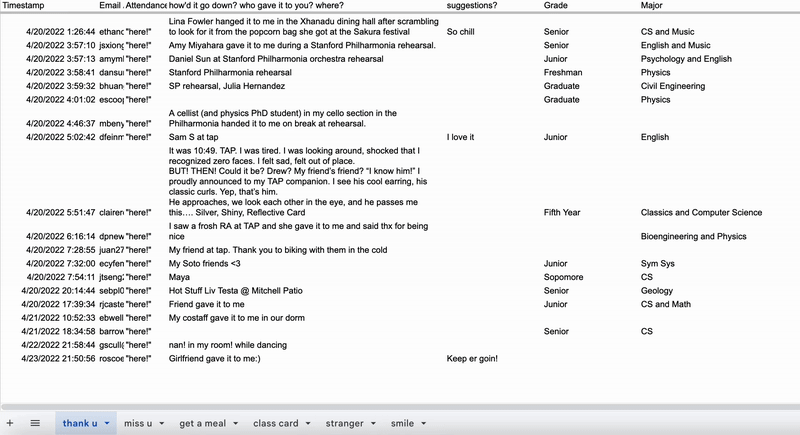 Timestamp Email . Attendance how'd it go down? who gave it to you? where? suggestions? Grade Major
Lina Fowler hanged it to me in the Xhanadu dining hall after scrambling
4/20/2022 1:26:44 ethanc "here!" to look for it from the popcorn bag she got at the Sakura festival So chill Senior CS and Music
4/20/2022 3:57:10 jsxiong "here!" Amy Miyahara gave it to me during a Stanford Philharmonia rehearsal. Senior English and Music
4/20/2022 3:57:13 amyml "here!" Daniel Sun at Stanford Philharmonia orchestra rehearsal Junior Psychology and English
4/20/2022 3:58:41 dansur "here!" Stanford Philharmonia rehearsal Freshman Physics
4/20/2022 3:59:32 bhuan "here!" SP rehearsal, Julia Hernandez Graduate Civil Engineering
4/20/2022 4:01:02 escoop "here!" Graduate Physics
A cellist (and physics PhD student) in my cello section in the
4/20/2022 4:46:37 mbeny "here!" Philharmonia handed it to me on break at rehearsal.
4/20/2022 5:02:42 dfeinm "here!" Sam S at tap I love it Junior English
It was 10:49. TAP. I was tired. I was looking around, shocked that I
recognized zero faces. I felt sad, felt out of place.
BUT! THEN! Could it be? Drew? My friend's friend? "I know him!" I
proudly announced to my TAP companion. I see his cool earring, his
classic curls. Yep, that's him.
He approaches, we look each other in the eye, and he passes me
4/20/2022 5:51:47 claren "here!" this.... Silver, Shiny, Reflective Card Fifth Year Classics and Computer Science
I saw a frosh RA at TAP and she gave it to me and said thx for being
4/20/2022 6:16:14 dpnew "here!" nice Bioengineering and Physics
4/20/2022 7:28:55 juan27 "here!" My friend at tap. Thank you to biking with them in the cold
4/20/2022 7:32:00 ecyfen "here!" My Soto friends <3 Junior Sym Sys
4/20/2022 7:54:11 jtseng "here!" Maya Sopomore CS
4/20/2022 20:14:44 sebpl0 "here!" Hot Stuff Liv Testa @ Mitchell Patio Senior Geology
4/20/2022 17:39:34 rjcaste "here!" Friend gave it to me Junior CS and Math
4/21/2022 10:52:33 ebwell "here!" My costaff gave it to me in our dorm
4/21/2022 18:34:58 barrow "here!" Senior CS
4/22/2022 21:58:44 gsculll "here!" nan! in my room! while dancing
4/23/2022 21:50:56 roscoe "here!" Girlfriend gave it to me:) Keep er goin!
thank u miss u get a meal class card stranger smile